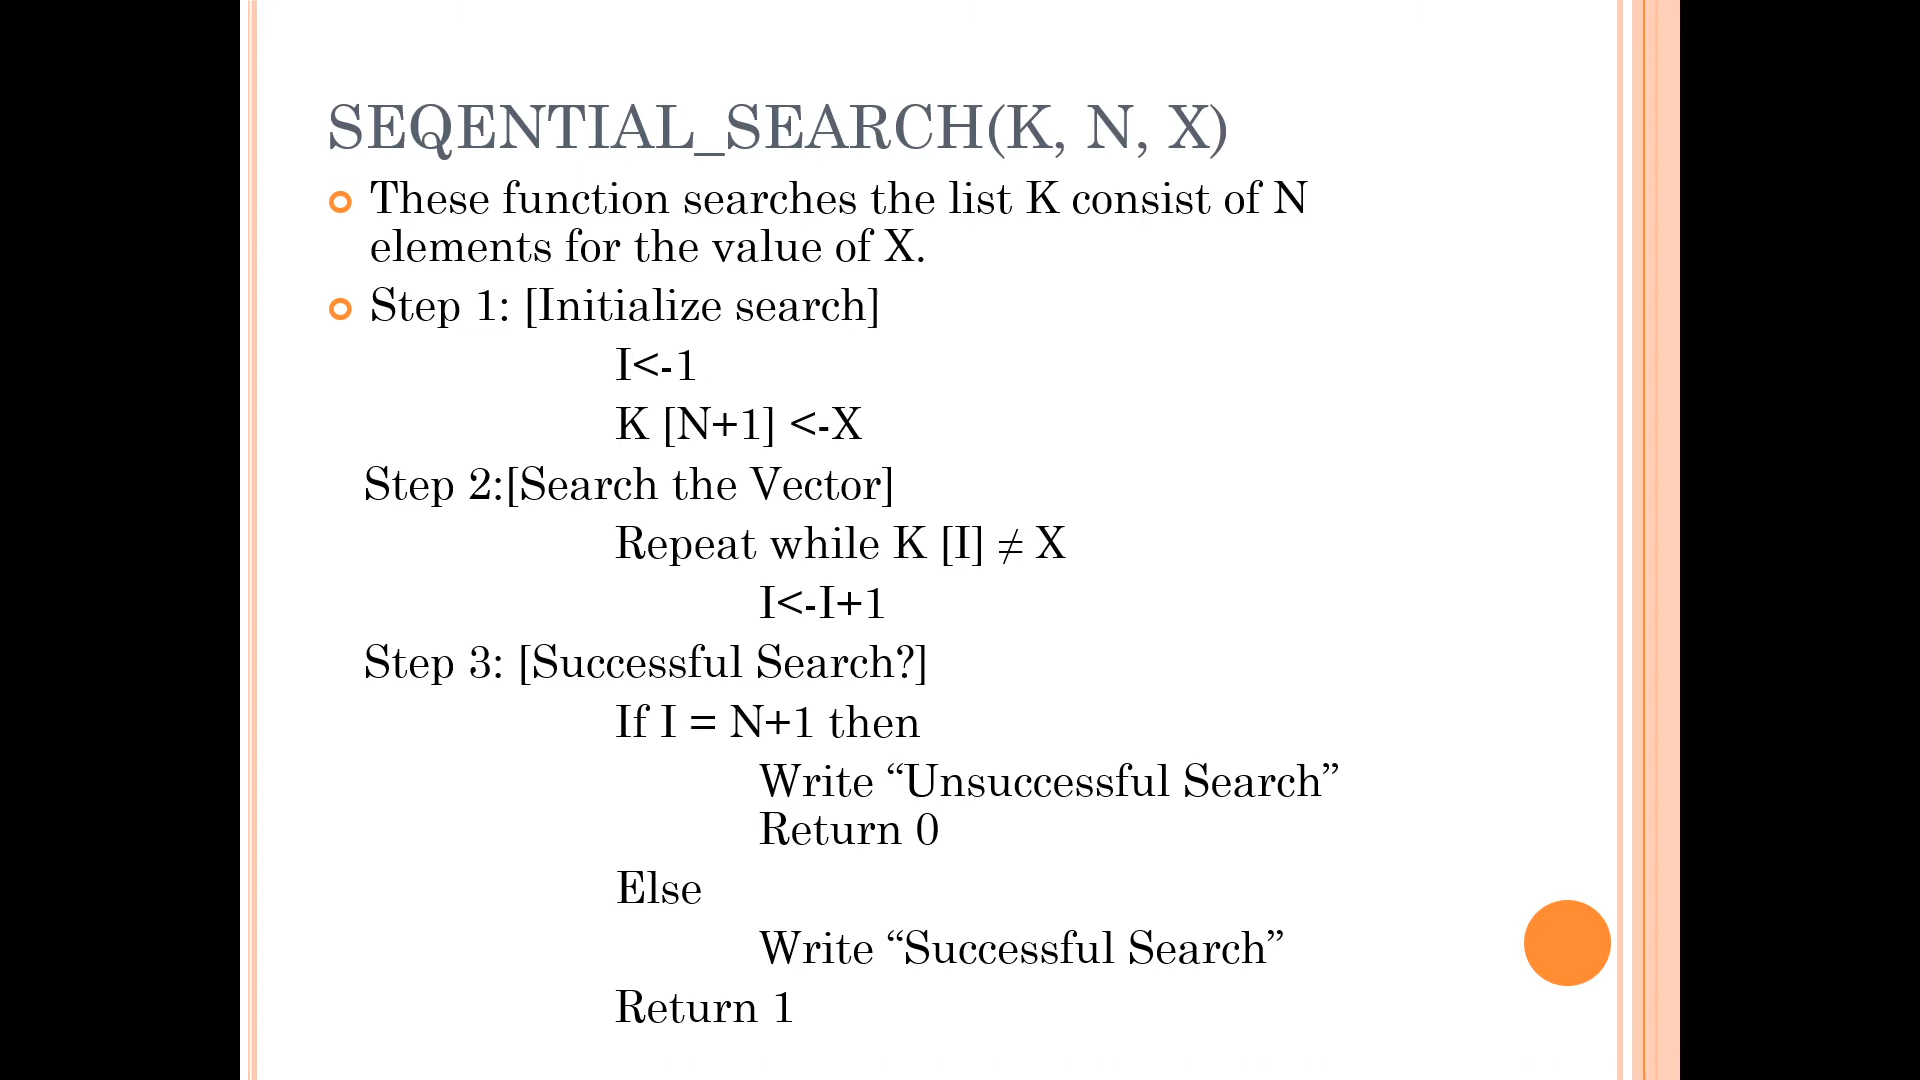 SEQENTIAL_SEARCH(K, N, X)
These function searches the list K consist of N
elements for the value of X.
Step 1: [Initialize search]
I<-1
K [N+1] <-X
Step 2:[Search the Vector]
Repeat while K [I] ≠ X
I<-I+1
Step 3: [Successful Search?]
If I = N+1 then
Write “Unsuccessful Search”
Return 0
Else
Write “Successful Search”
Return 1